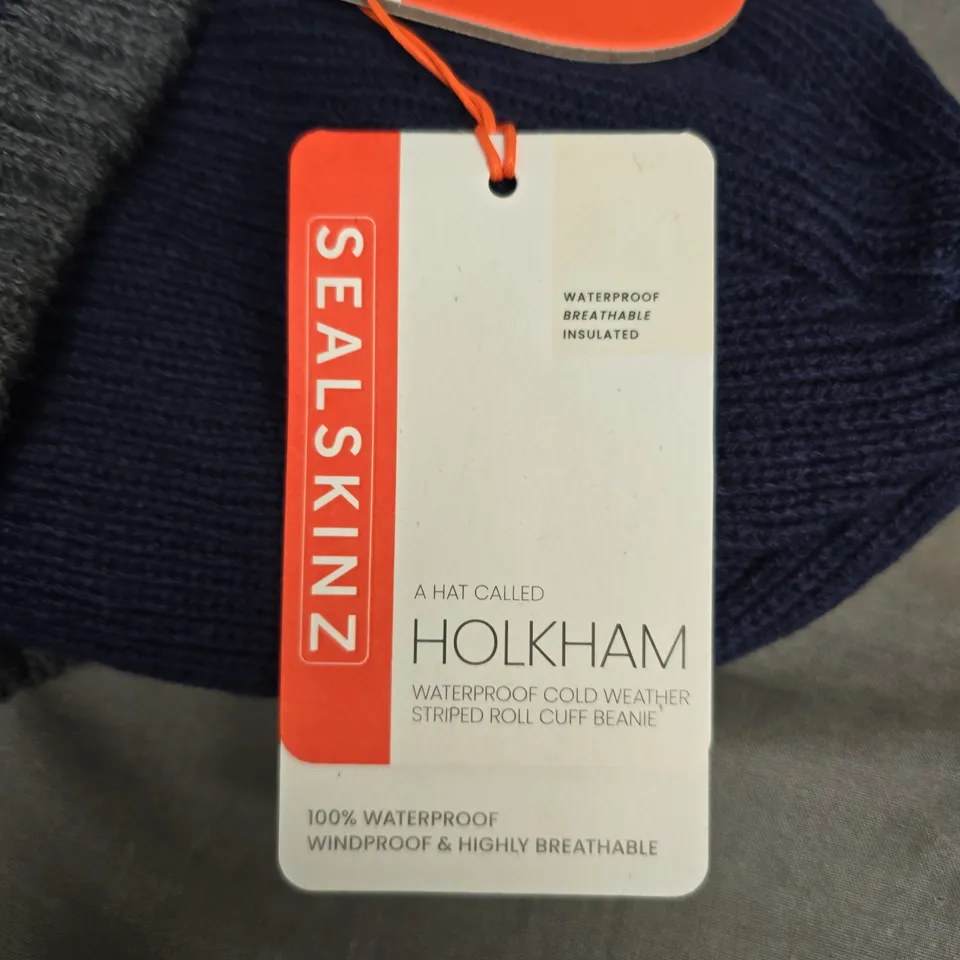 SEALSKINZ
WATERPROOF
BREATHABLE
INSULATED
A HAT CALLED
HOLKHAM
WATERPROOF COLD WEATHER
STRIPED ROLL CUFF BEANIE
100% WATERPROOF
WINDPROOF & HIGHLY BREATHABLE